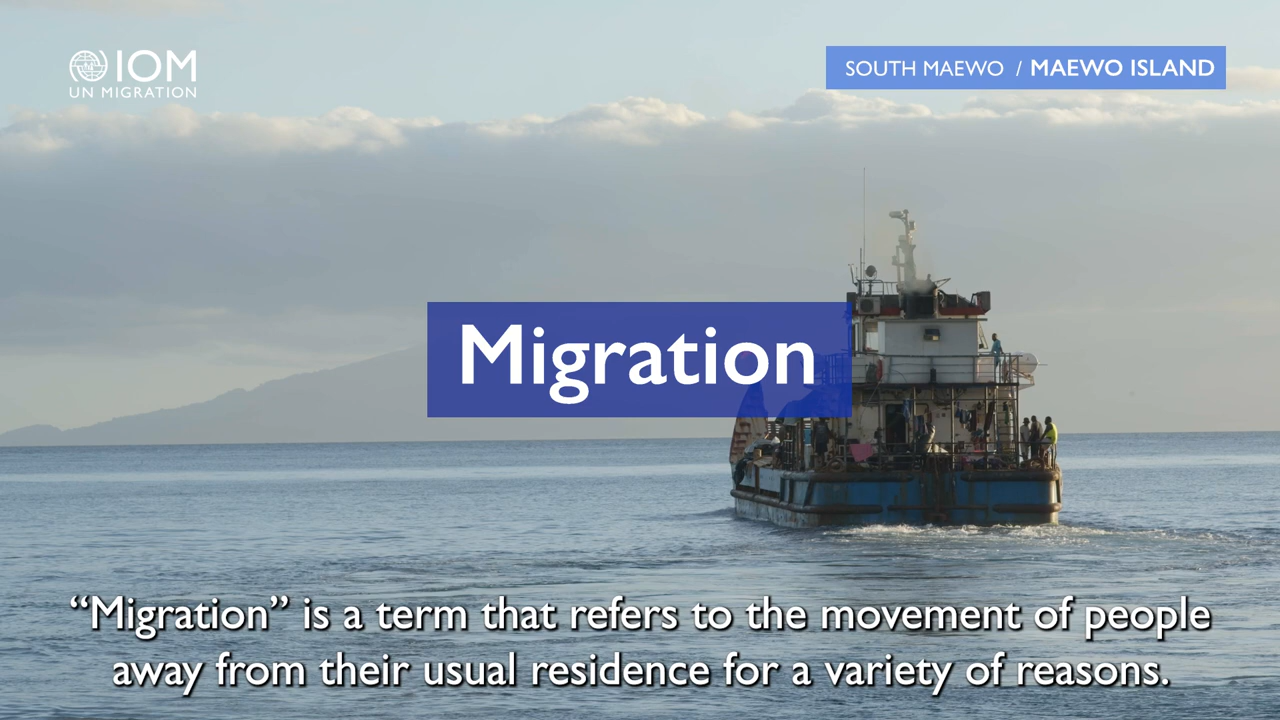 IOM
UN MIGRATION
SOUTH MAEWO / MAEWO ISLAND
Migration
“Migration” is a term that refers to the movement of people
away from their usual residence for a variety of reasons.